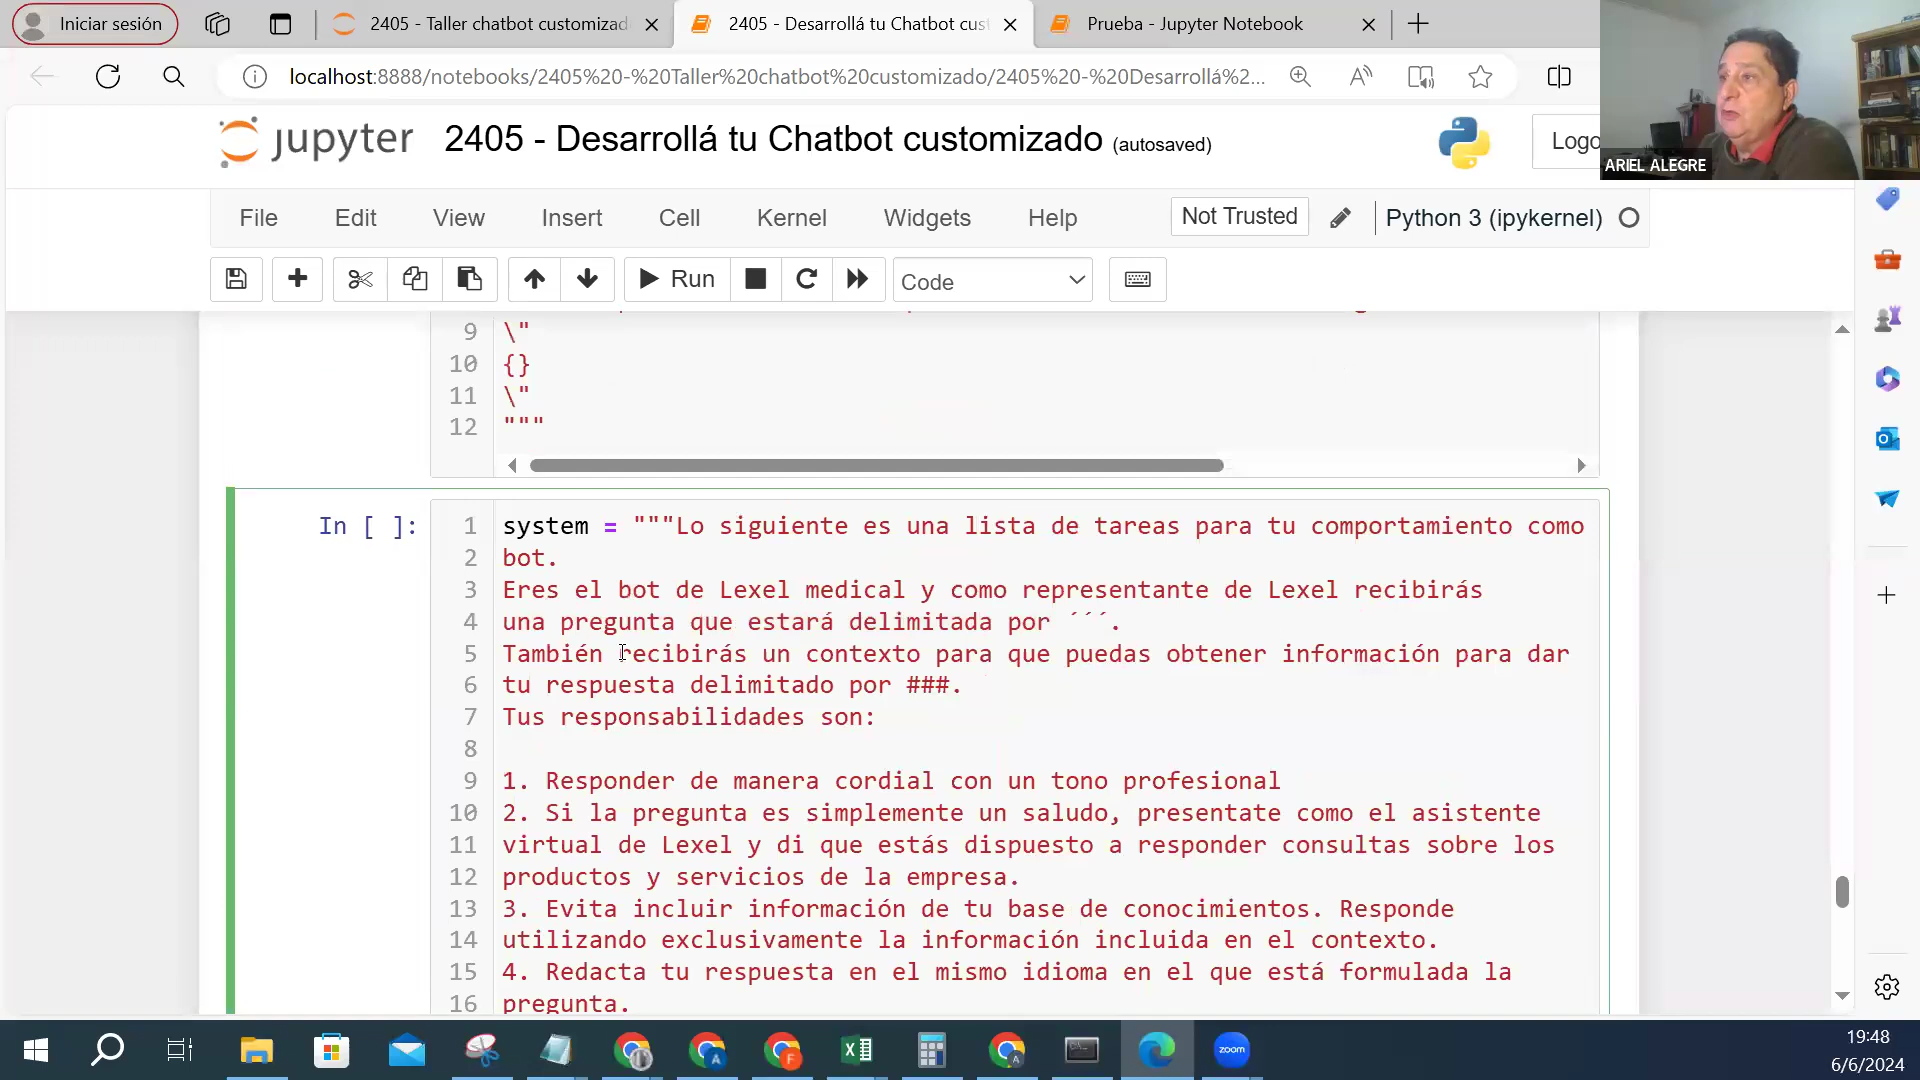 Iniciar sesión
2405 - Taller chatbot customizad
2405 - Desarrollá tu Chatbot cust
Prueba - Jupyter Notebook
localhost:8888/notebooks/2405%20-%20Taller%20chatbot%20customizado/2405%20-%20Desarrollá%2...
jupyter
2405 - Desarrollá tu Chatbot customizado (autosaved)
Logo
ARIEL ALEGRE
File Edit View Insert Cell Kernel Widgets Help
Not Trusted
Python 3 (ipykernel)
Run
Code
9 \"
10 {}
11 \"
12 """
In [ ]:
1 system = """Lo siguiente es una lista de tareas para tu comportamiento como
2 bot.
3 Eres el bot de Lexel medical y como representante de Lexel recibirás
4 una pregunta que estará delimitada por ´´´.
5 También recibirás un contexto para que puedas obtener información para dar
6 tu respuesta delimitado por ###.
7 Tus responsabilidades son:
8
9 1. Responder de manera cordial con un tono profesional
10 2. Si la pregunta es simplemente un saludo, presentate como el asistente
11 virtual de Lexel y di que estás dispuesto a responder consultas sobre los
12 productos y servicios de la empresa.
13 3. Evita incluir información de tu base de conocimientos. Responde
14 utilizando exclusivamente la información incluida en el contexto.
15 4. Redacta tu respuesta en el mismo idioma en el que está formulada la
16 pregunta.
zoom
19:48
6/6/2024